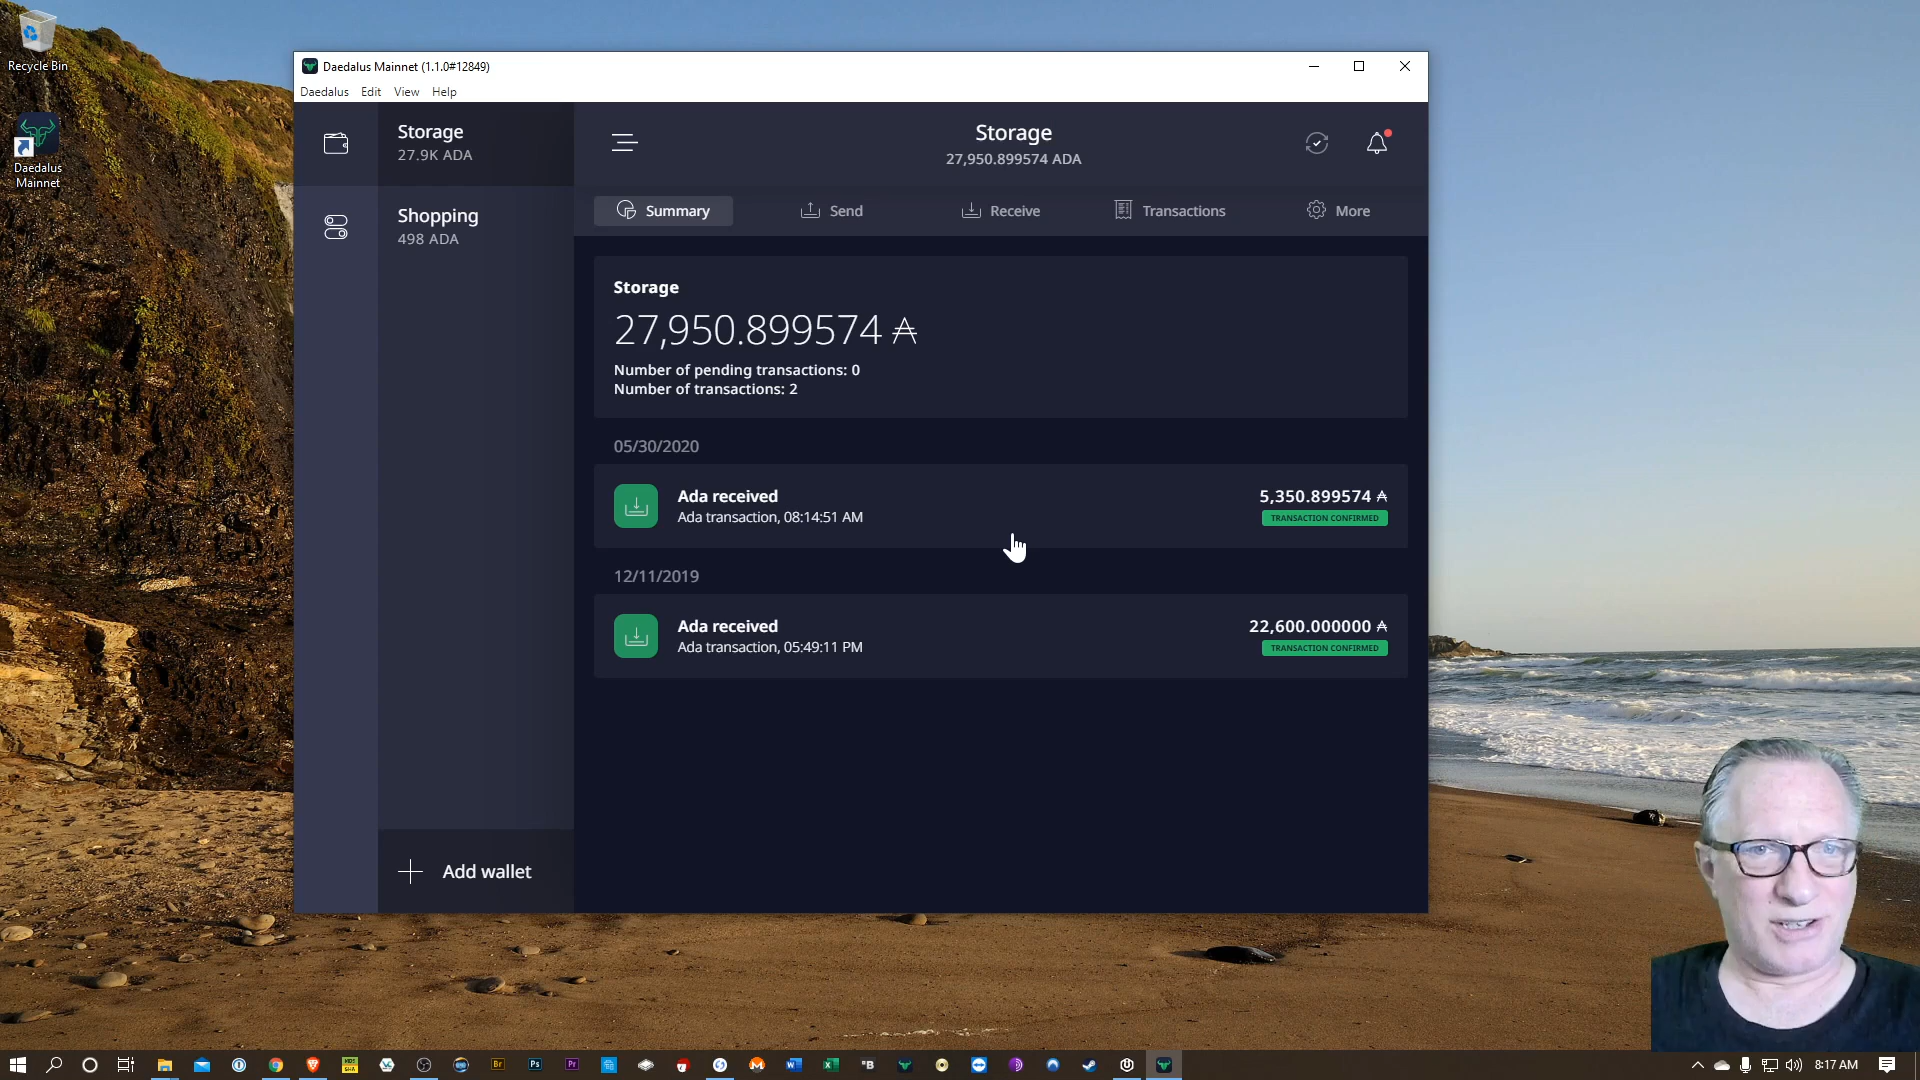 Recycle Bin
Daedalus
Mainnet
Daedalus Mainnet (1.1.0#12849)
Daedalus Edit View Help
Storage
27.9K ADA
Shopping
498 ADA
Add wallet
Storage
27,950.899574 ADA
Summary Send Receive Transactions More
Storage
27,950.899574 ₳
Number of pending transactions: 0
Number of transactions: 2
05/30/2020
Ada received 5,350.899574 ₳
Ada transaction, 08:14:51 AM TRANSACTION CONFIRMED
12/11/2019
Ada received 22,600.000000 ₳
Ada transaction, 05:49:11 PM TRANSACTION CONFIRMED
Br Ps Pr
8:17 AM